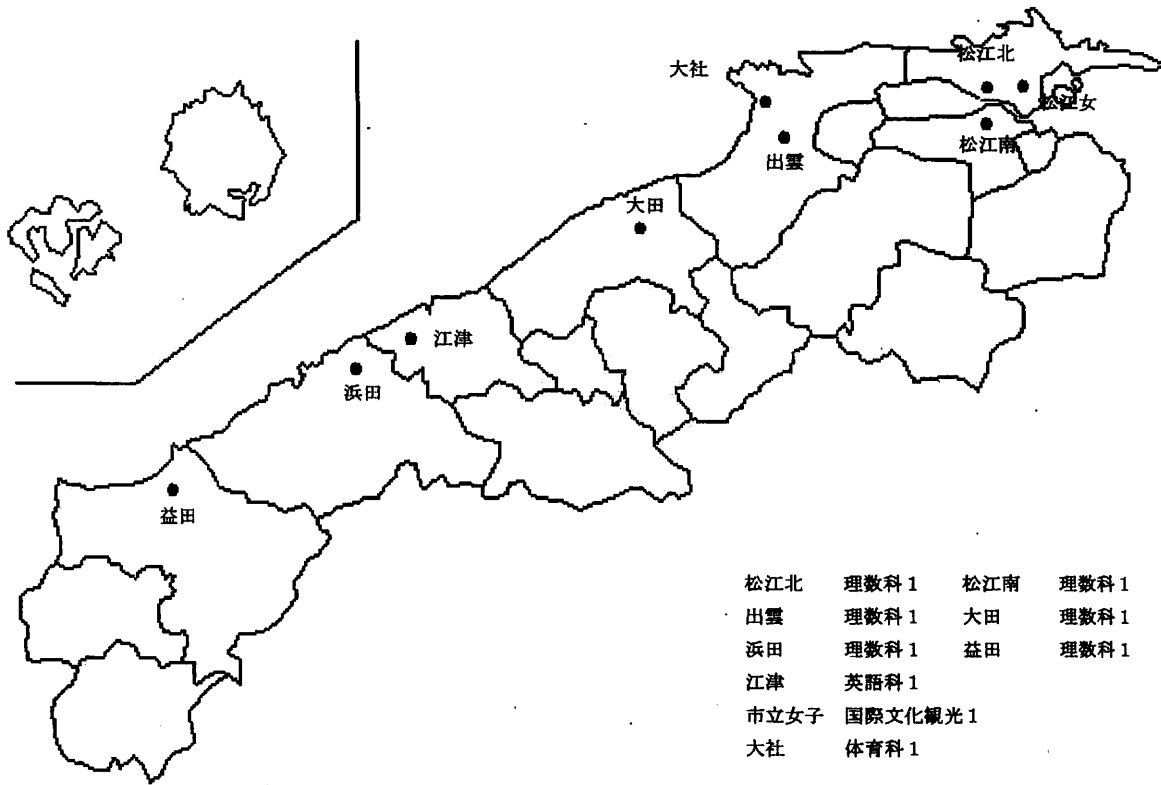 松江北
大社
松江女
松江南
出雲
大田
江津
浜田
益田
松江北 理数科1 松江南 理数科1
出雲 理数科1 大田 理数科1
浜田 理数科1 益田 理数科1
江津 英語科1
市立女子 国際文化観光1
大社 体育科1